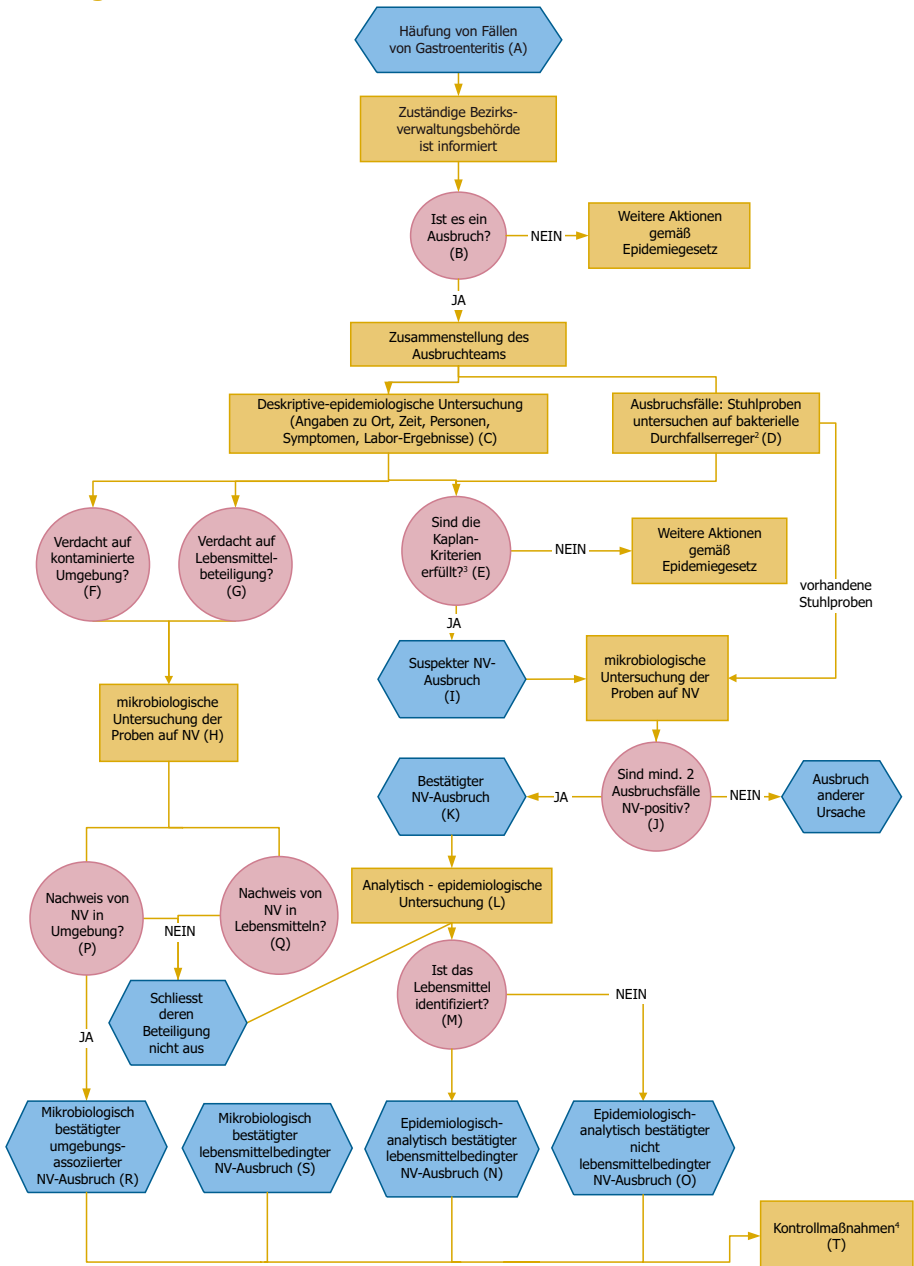 Häufung von Fällen
von Gastroenteritis (A)
Zuständige Bezirks-
verwaltungsbehörde
ist informiert
Ist es ein
Ausbruch?
(B)
NEIN
Weitere Aktionen
gemäß
Epidemiegesetz
JA
Zusammenstellung des
Ausbruchteams
Deskriptive-epidemiologische Untersuchung
(Angaben zu Ort, Zeit, Personen,
Symptomen, Labor-Ergebnisse) (C)
Ausbruchsfälle: Stuhlproben
untersuchen auf bakterielle
Durchfallserreger² (D)
Verdacht auf
kontaminierte
Umgebung?
(F)
Verdacht auf
Lebensmittel-
beteiligung?
(G)
Sind die
Kaplan-
Kriterien
erfüllt?³ (E)
NEIN
Weitere Aktionen
gemäß
Epidemiegesetz
vorhandene
Stuhlproben
JA
Suspekter NV-
Ausbruch
(I)
mikrobiologische
Untersuchung der
Proben auf NV
mikrobiologische
Untersuchung der
Proben auf NV (H)
Sind mind. 2
Ausbruchsfälle
NV-positiv?
(J)
JA
NEIN
Bestätigter
NV-Ausbruch
(K)
Ausbruch
anderer
Ursache
Analytisch - epidemiologische
Untersuchung (L)
Nachweis von
NV in
Umgebung?
(P)
NEIN
Nachweis von
NV in
Lebensmitteln?
(Q)
Ist das
Lebensmittel
identifiziert?
(M)
NEIN
Schliesst
deren
Beteiligung
nicht aus
JA
Mikrobiologisch
bestätigter
umgebungs-
assoziierter
NV-Ausbruch (R)
Mikrobiologisch
bestätigter
lebensmittelbedingter
NV-Ausbruch (S)
Epidemiologisch-
analytisch bestätigter
lebensmittelbedingter
NV-Ausbruch (N)
Epidemiologisch-
analytisch bestätigter
nicht
lebensmittelbedingter
NV-Ausbruch (O)
Kontrollmaßnahmen⁴
(T)